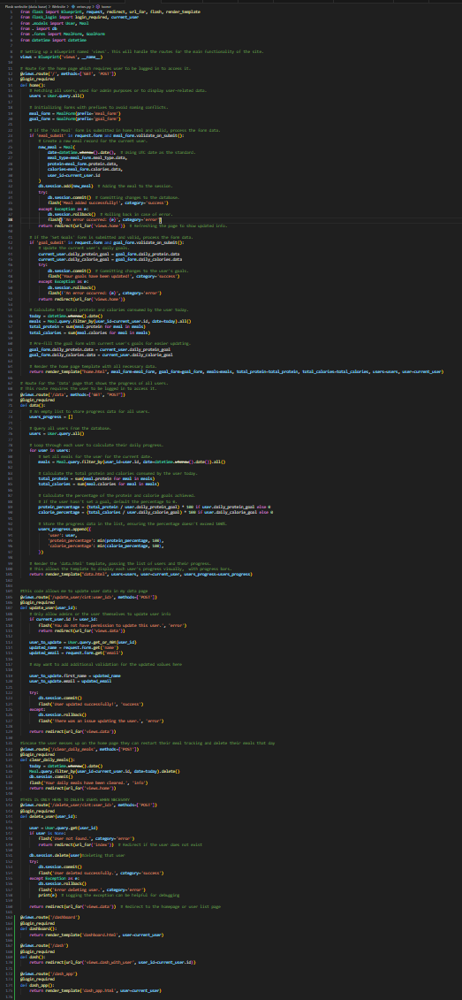 Flask website (data base) > Website > views.py > home
from flask import Blueprint, request, redirect, url_for, flash, render_template
from flask_login import login_required, current_user
from .models import User, Meal
from . import db
from .forms import MealForm, GoalForm
from datetime import datetime
# Setting up a Blueprint named 'views'. This will handle the routes for the main functionality of the site.
views = Blueprint('views', __name__)
# Route for the home page which requires user to be logged in to access it.
@views.route('/', methods=['GET', 'POST'])
@login_required
def home():
# Fetching all users, used for admin purposes or to display user-related data.
users = User.query.all()
# Initializing forms with prefixes to avoid naming conflicts.
meal_form = MealForm(prefix='meal_form')
goal_form = GoalForm(prefix='goal_form')
# If the 'Add Meal' form is submitted in home.html and valid, process the form data.
if 'meal_submit' in request.form and meal_form.validate_on_submit():
# Create a new meal record for the current user.
new_meal = Meal(
date=datetime.utcnow().date(), # Using UTC date as the standard.
meal_type=meal_form.meal_type.data,
protein=meal_form.protein.data,
calories=meal_form.calories.data,
user_id=current_user.id
)
db.session.add(new_meal) # Adding the meal to the session.
try:
db.session.commit() # Committing changes to the database.
flash('Meal added successfully!', category='success')
except Exception as e:
db.session.rollback() # Rolling back in case of error.
flash(f'An error occurred: {e}', category='error')
return redirect(url_for('views.home')) # Refreshing the page to show updated info.
# If the 'Set Goals' form is submitted and valid, process the form data.
if 'goal_submit' in request.form and goal_form.validate_on_submit():
# Update the current user's daily goals.
current_user.daily_protein_goal = goal_form.daily_protein.data
current_user.daily_calorie_goal = goal_form.daily_calories.data
try:
db.session.commit() # Committing changes to the user's goals.
flash('Your goals have been updated!', category='success')
except Exception as e:
db.session.rollback()
flash(f'An error occurred: {e}', category='error')
return redirect(url_for('views.home'))
# Calculate the total protein and calories consumed by the user today.
today = datetime.utcnow().date()
meals = Meal.query.filter_by(user_id=current_user.id, date=today).all()
total_protein = sum(meal.protein for meal in meals)
total_calories = sum(meal.calories for meal in meals)
# Pre-fill the goal form with current user's goals for easier updating.
goal_form.daily_protein.data = current_user.daily_protein_goal
goal_form.daily_calories.data = current_user.daily_calorie_goal
# Render the home page template with all necessary data.
return render_template("home.html", meal_form=meal_form, goal_form=goal_form, meals=meals, total_protein=total_protein, total_calories=total_calories, users=users, user=current_user)
# Route for the 'data' page that shows the progress of all users.
# This route requires the user to be logged in to access it.
@views.route('/data', methods=['GET', 'POST'])
@login_required
def data():
# An empty list to store progress data for all users.
users_progress = []
# Query all users from the database.
users = User.query.all()
# Loop through each user to calculate their daily progress.
for user in users:
# Get all meals for the user for the current date.
meals = Meal.query.filter_by(user_id=user.id, date=datetime.utcnow().date()).all()
# Calculate the total protein and calories consumed by the user today.
total_protein = sum(meal.protein for meal in meals)
total_calories = sum(meal.calories for meal in meals)
# Calculate the percentage of the protein and calorie goals achieved.
# If the user hasn't set a goal, default the percentage to 0.
protein_percentage = (total_protein / user.daily_protein_goal) * 100 if user.daily_protein_goal else 0
calorie_percentage = (total_calories / user.daily_calorie_goal) * 100 if user.daily_calorie_goal else 0
# Store the progress data in the list, ensuring the percentage doesn't exceed 100%.
users_progress.append({
'user': user,
'protein_percentage': min(protein_percentage, 100),
'calorie_percentage': min(calorie_percentage, 100),
})
# Render the 'data.html' template, passing the list of users and their progress.
# This allows the template to display each user's progress visually, with progress bars.
return render_template("data.html", users=users, user=current_user, users_progress=users_progress)
#this code allows me to update user data in my data page
@views.route('/update_user/<int:user_id>', methods=['POST'])
@login_required
def update_user(user_id):
# Only allow admins or the user themselves to update user info
if current_user.id != user_id:
flash('You do not have permission to update this user.', 'error')
return redirect(url_for('views.data'))
user_to_update = User.query.get_or_404(user_id)
updated_name = request.form.get('name')
updated_email = request.form.get('email')
# may want to add additional validation for the updated values here
user_to_update.first_name = updated_name
user_to_update.email = updated_email
try:
db.session.commit()
flash('User updated successfully!', 'success')
except:
db.session.rollback()
flash('There was an issue updating the user.', 'error')
return redirect(url_for('views.data'))
#incase the user messes up on the home page they can restart their meal tracking and delete their emails that day
@views.route('/clear_daily_meals', methods=['POST'])
@login_required
def clear_daily_meals():
today = datetime.utcnow().date()
Meal.query.filter_by(user_id=current_user.id, date=today).delete()
db.session.commit()
flash('Your daily meals have been cleared.', 'info')
return redirect(url_for('views.home'))
#THIS IS ONLY HERE TO DELETE USERS WHEN NECESSARY
@views.route('/delete_user/<int:user_id>', methods=['POST'])
@login_required
def delete_user(user_id):
user = User.query.get(user_id)
if user is None:
flash('User not found.', category='error')
return redirect(url_for('index')) # Redirect if the user does not exist
db.session.delete(user)#deleting that user
try:
db.session.commit()
flash('User deleted successfully.', category='success')
except Exception as e:
db.session.rollback()
flash('Error deleting user.', category='error')
print(e) # Logging the exception can be helpful for debugging
return redirect(url_for('views.data')) # Redirect to the homepage or user list page
@views.route('/dashboard')
@login_required
def dashboard():
return render_template('dashboard.html', user=current_user)
@views.route('/dash')
@login_required
def dash():
return redirect(url_for('views.dash_with_user', user_id=current_user.id))
@views.route('/dash_app')
@login_required
def dash_app():
return render_template('dash_app.html', user=current_user)